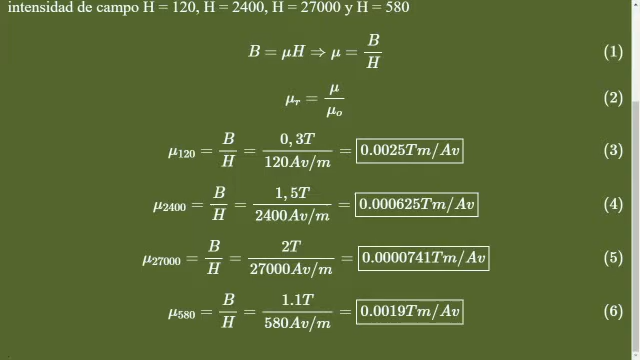 intensidad de campo H = 120, H = 2400, H = 27000 y H = 580
B = μH ⇒ μ = B/H (1)
μr = μ/μo (2)
μ120 = B/H = 0,3T/120Av/m = 0.0025Tm/Av (3)
μ2400 = B/H = 1,5T/2400Av/m = 0.000625Tm/Av (4)
μ27000 = B/H = 2T/27000Av/m = 0.0000741Tm/Av (5)
μ580 = B/H = 1.1T/580Av/m = 0.0019Tm/Av (6)